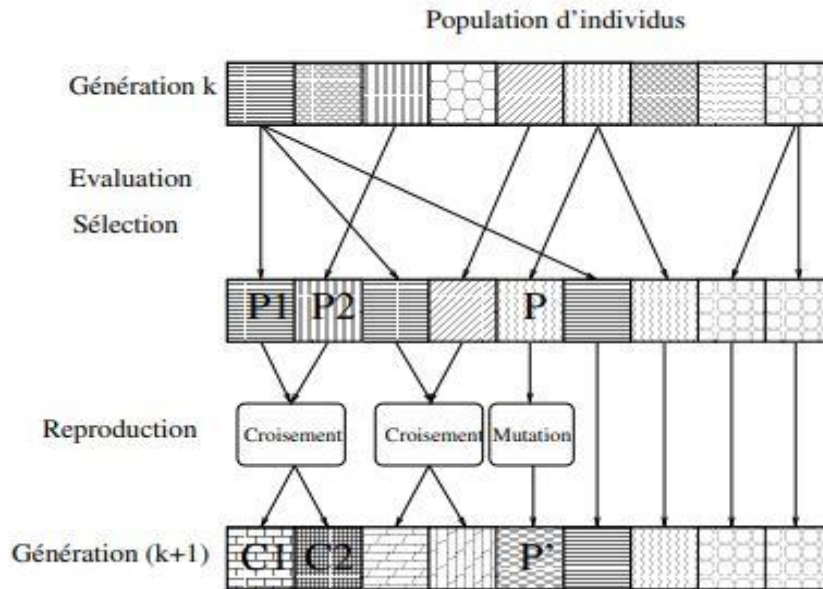 Population d'individus
Génération k
Evaluation
Sélection
P1 P2 P
Reproduction
Croisement Croisement Mutation
Génération (k+1)
C1 C2 P'